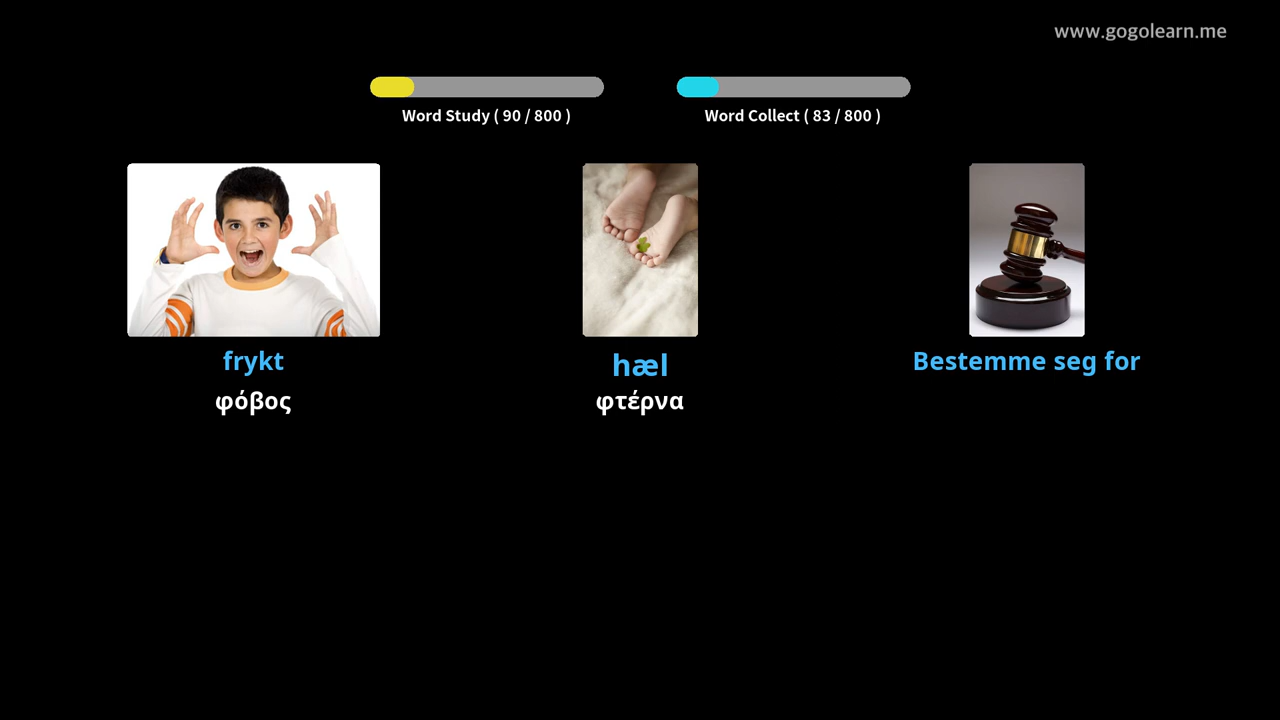 www.gogolearn.me
Word Study ( 90 / 800 )
Word Collect ( 83 / 800 )
frykt
φόβος
hæl
φτέρνα
Bestemme seg for